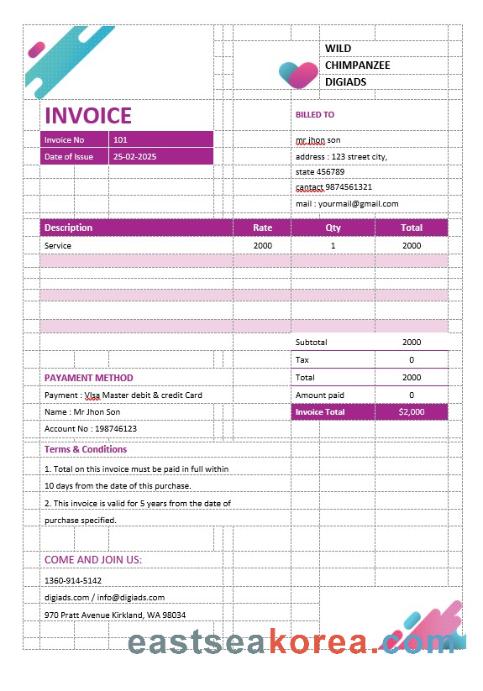 WILD
CHIMPANZEE
DIGIADS
INVOICE
BILLED TO
Invoice No 101
Date of Issue 25-02-2025
mr.jhon son
address : 123 street city,
state 456789
cantact 9874561321
mail : yourmail@gmail.com
Description Rate Qty Total
Service 2000 1 2000
Subtotal 2000
Tax 0
Total 2000
Amount paid 0
Invoice Total $2,000
PAYAMENT METHOD
Payment : VIsa Master debit & credit Card
Name : Mr Jhon Son
Account No : 198746123
Terms & Conditions
1. Total on this invoice must be paid in full within
10 days from the date of this purchase.
2. This invoice is valid for 5 years from the date of
purchase specified.
COME AND JOIN US:
1360-914-5142
digiads.com / info@digiads.com
970 Pratt Avenue Kirkland, WA 98034
eastseakorea.com